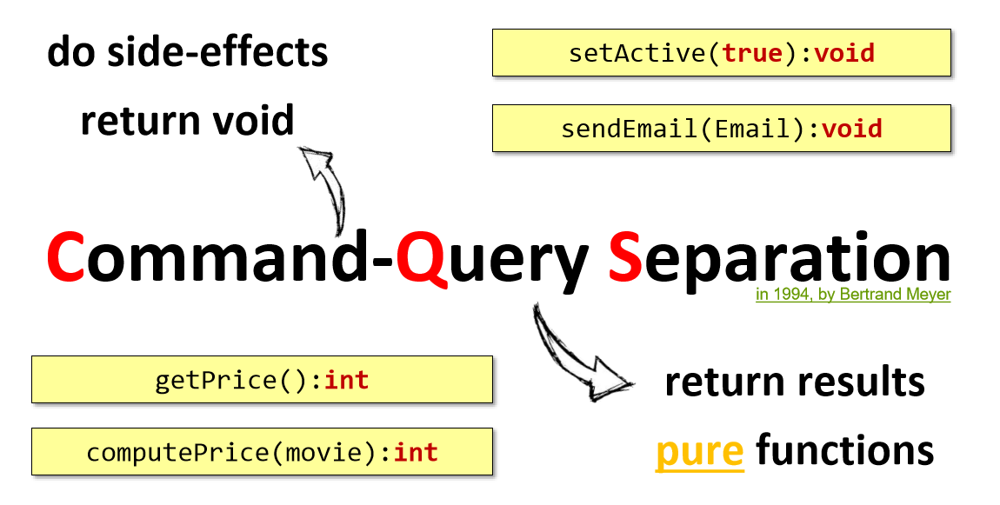 do side-effects
return void
setActive(true):void
sendEmail(Email):void
Command-Query Separation
in 1994, by Bertrand Meyer
getPrice():int
computePrice(movie):int
return results
pure functions